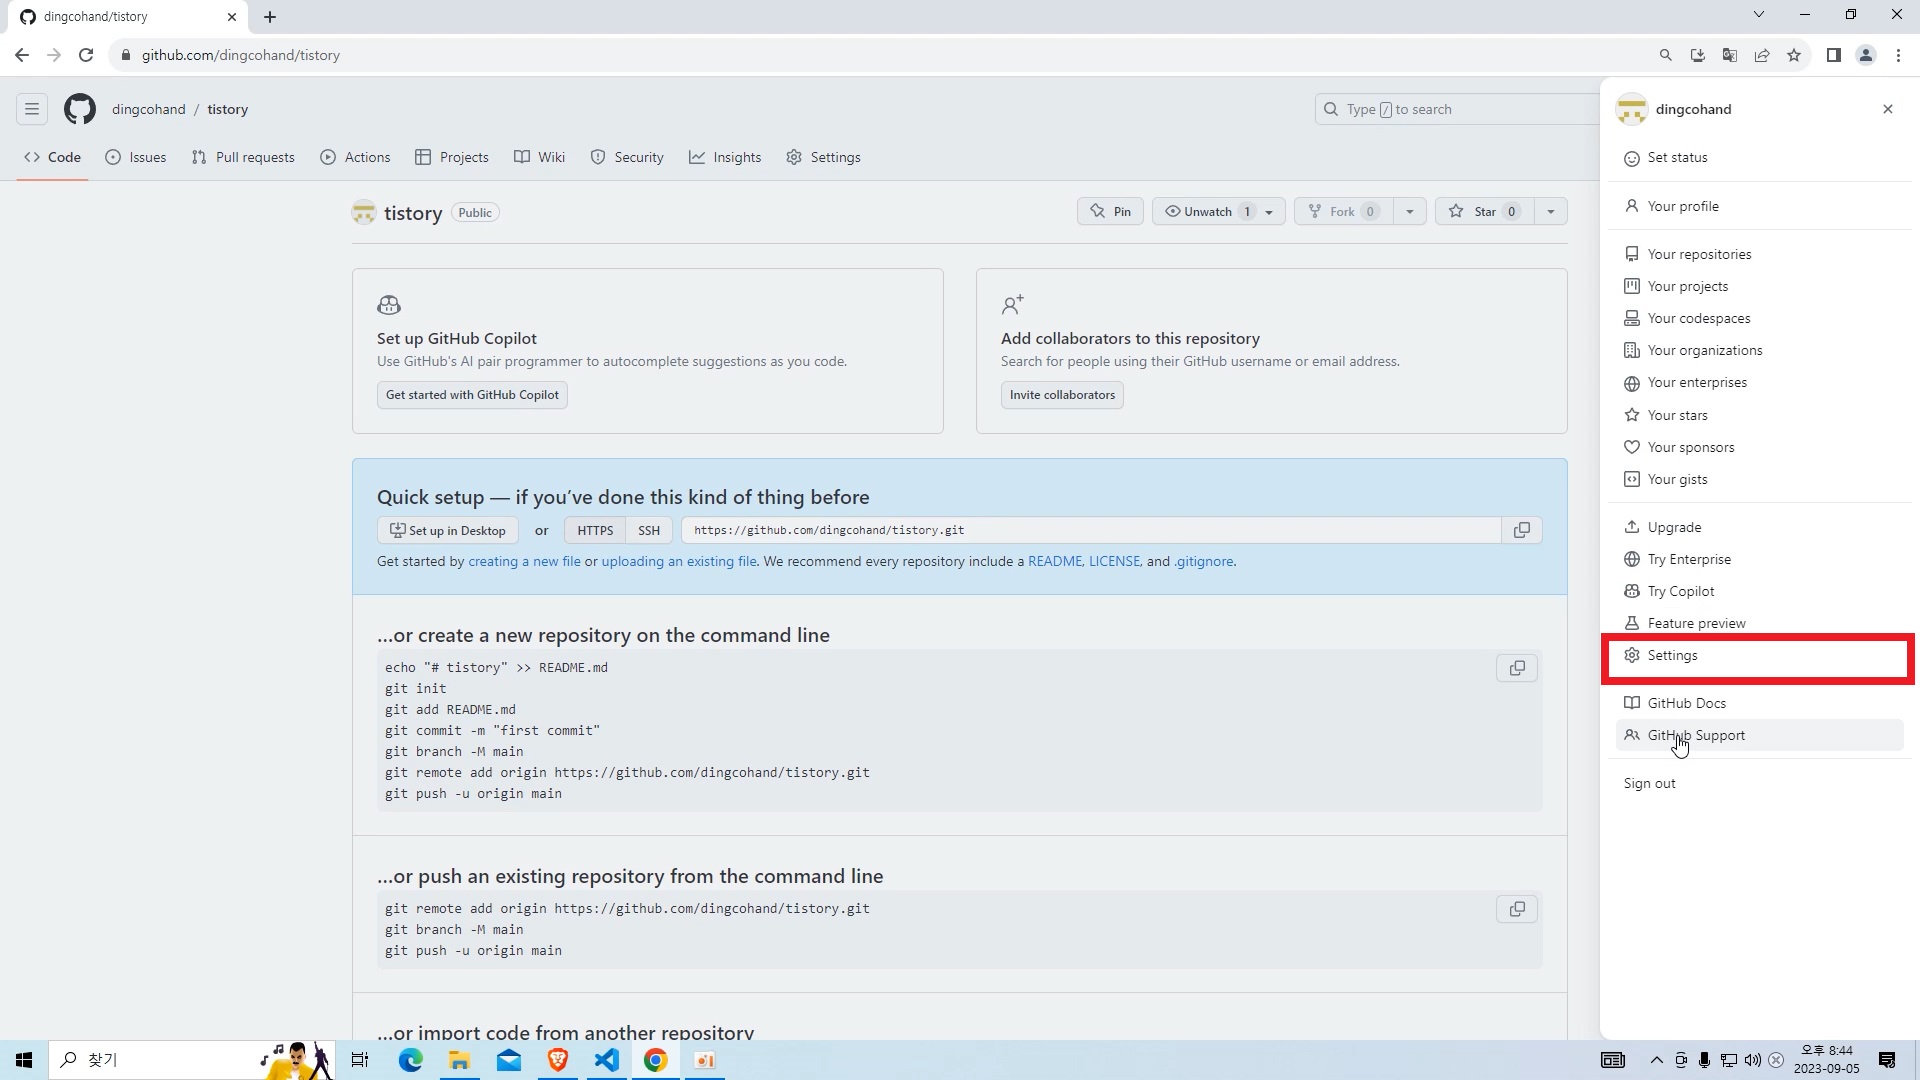 dingcohand/tistory
github.com/dingcohand/tistory
dingcohand / tistory
Type / to search
Code Issues Pull requests Actions Projects Wiki Security Insights Settings
tistory Public
Pin Unwatch 1 Fork 0 Star 0
Set up GitHub Copilot
Use GitHub's AI pair programmer to autocomplete suggestions as you code.
Get started with GitHub Copilot
Add collaborators to this repository
Search for people using their GitHub username or email address.
Invite collaborators
Quick setup — if you’ve done this kind of thing before
Set up in Desktop or HTTPS SSH https://github.com/dingcohand/tistory.git
Get started by creating a new file or uploading an existing file. We recommend every repository include a README, LICENSE, and .gitignore.
…or create a new repository on the command line
echo "# tistory" >> README.md
git init
git add README.md
git commit -m "first commit"
git branch -M main
git remote add origin https://github.com/dingcohand/tistory.git
git push -u origin main
…or push an existing repository from the command line
git remote add origin https://github.com/dingcohand/tistory.git
git branch -M main
git push -u origin main
…or import code from another repository
dingcohand
Set status
Your profile
Your repositories
Your projects
Your codespaces
Your organizations
Your enterprises
Your stars
Your sponsors
Your gists
Upgrade
Try Enterprise
Try Copilot
Feature preview
Settings
GitHub Docs
GitHub Support
Sign out
찾기
오후 8:44
2023-09-05